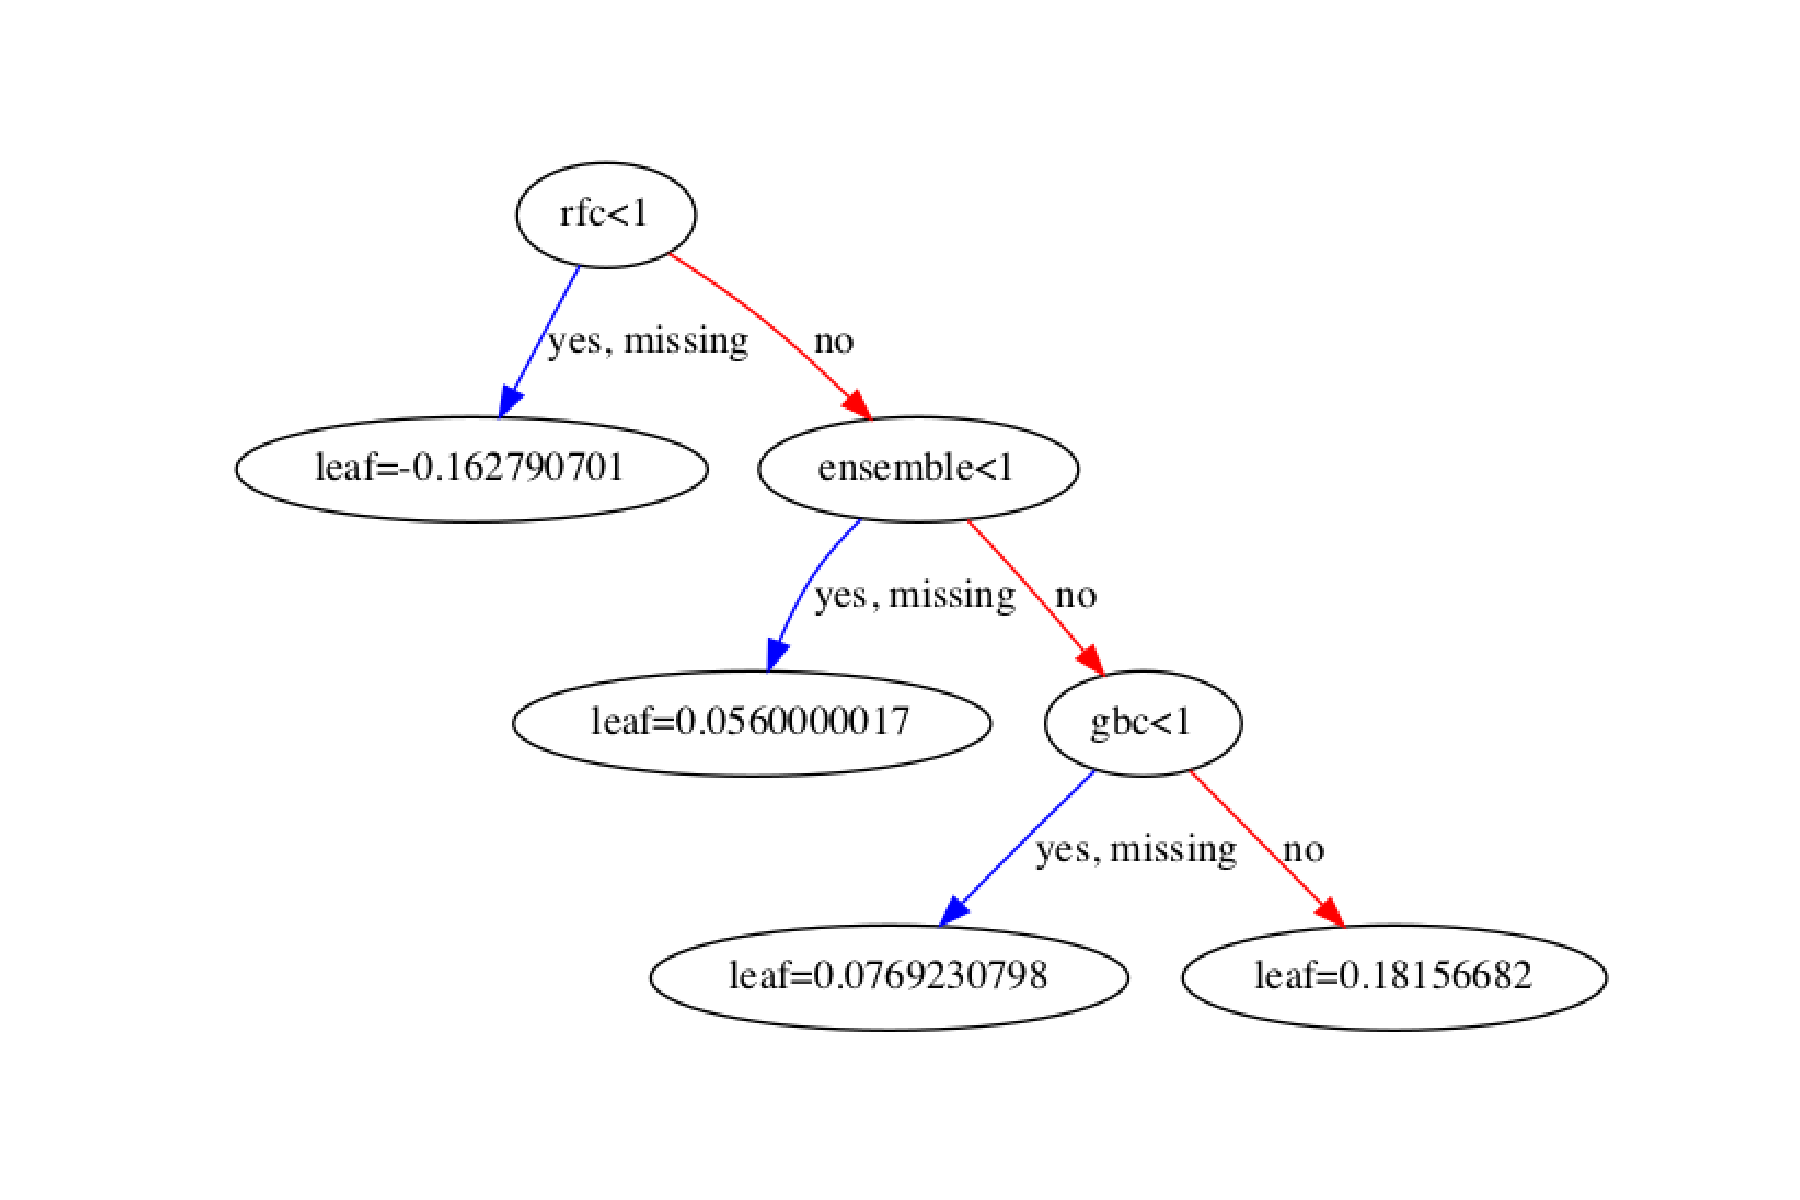 rfc<1
yes, missing
no
leaf=-0.162790701
ensemble<1
yes, missing
no
leaf=0.0560000017
gbc<1
yes, missing
no
leaf=0.0769230798
leaf=0.18156682